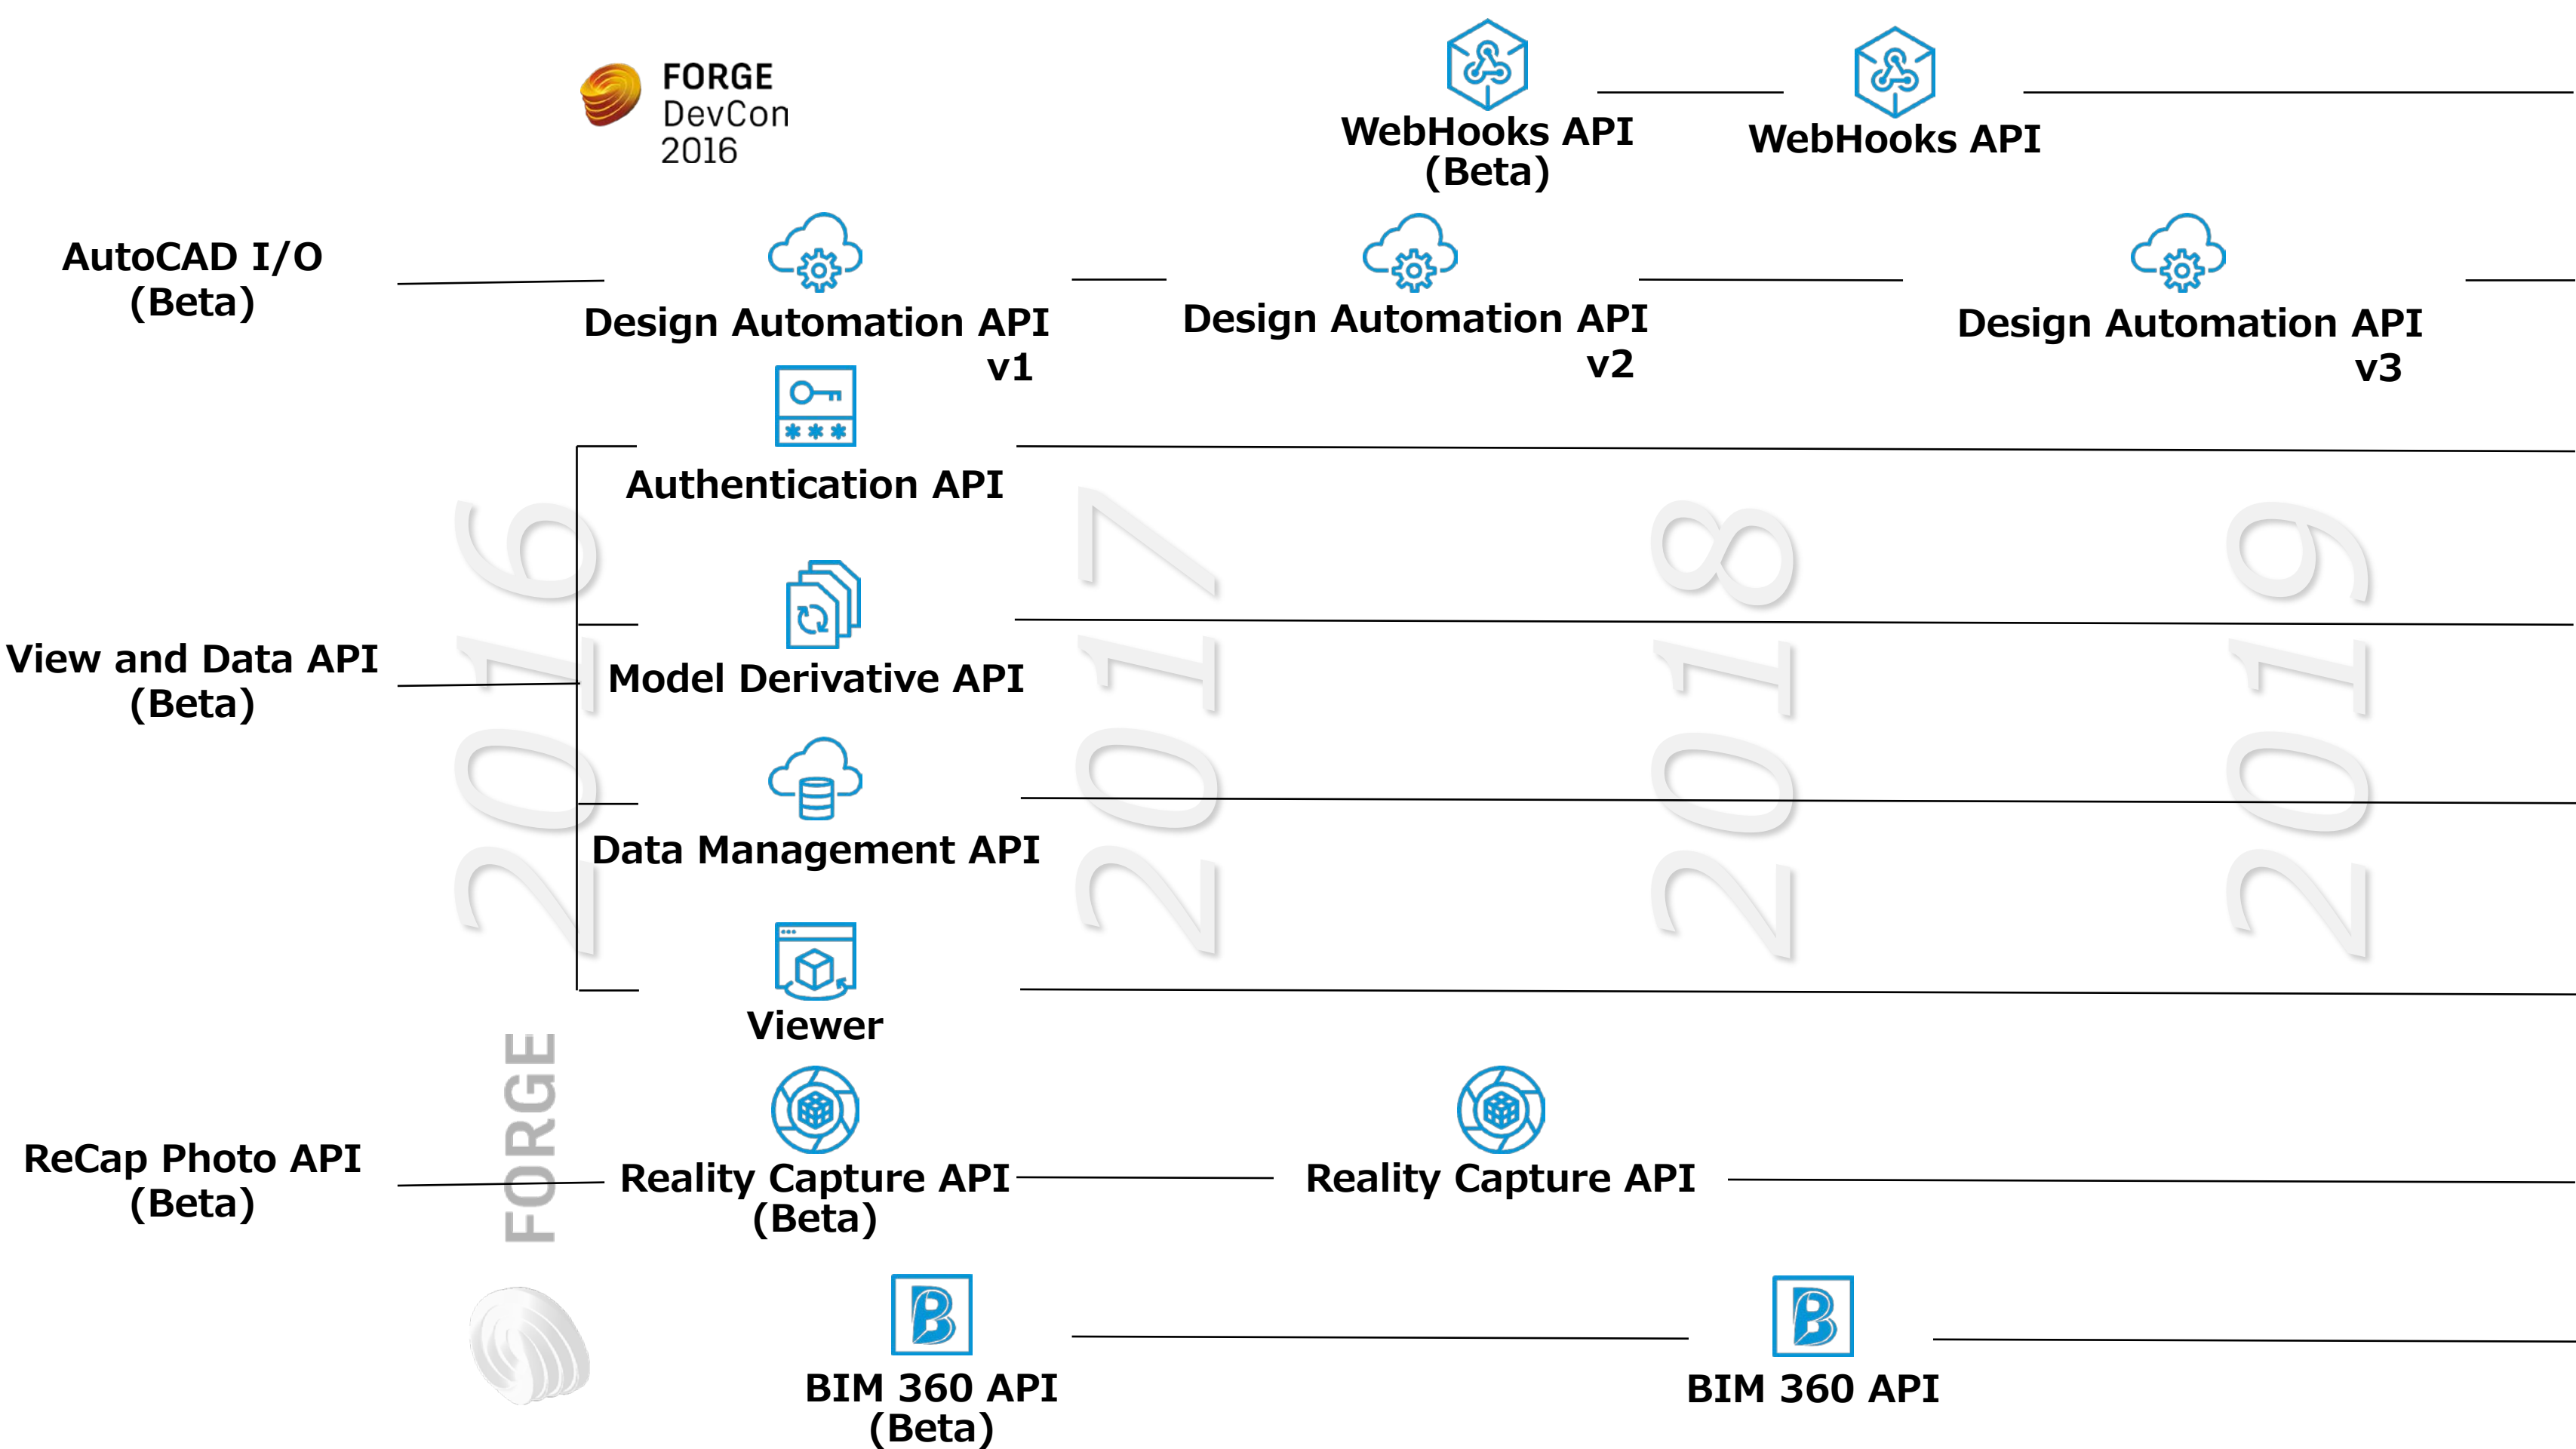 FORGE
DevCon
2016
WebHooks API
(Beta)
WebHooks API
AutoCAD I/O
(Beta)
Design Automation API
v1
Design Automation API
v2
Design Automation API
v3
Authentication API
2016
2017
2018
2019
View and Data API
(Beta)
Model Derivative API
Data Management API
Viewer
FORGE
ReCap Photo API
(Beta)
Reality Capture API
(Beta)
Reality Capture API
BIM 360 API
(Beta)
BIM 360 API